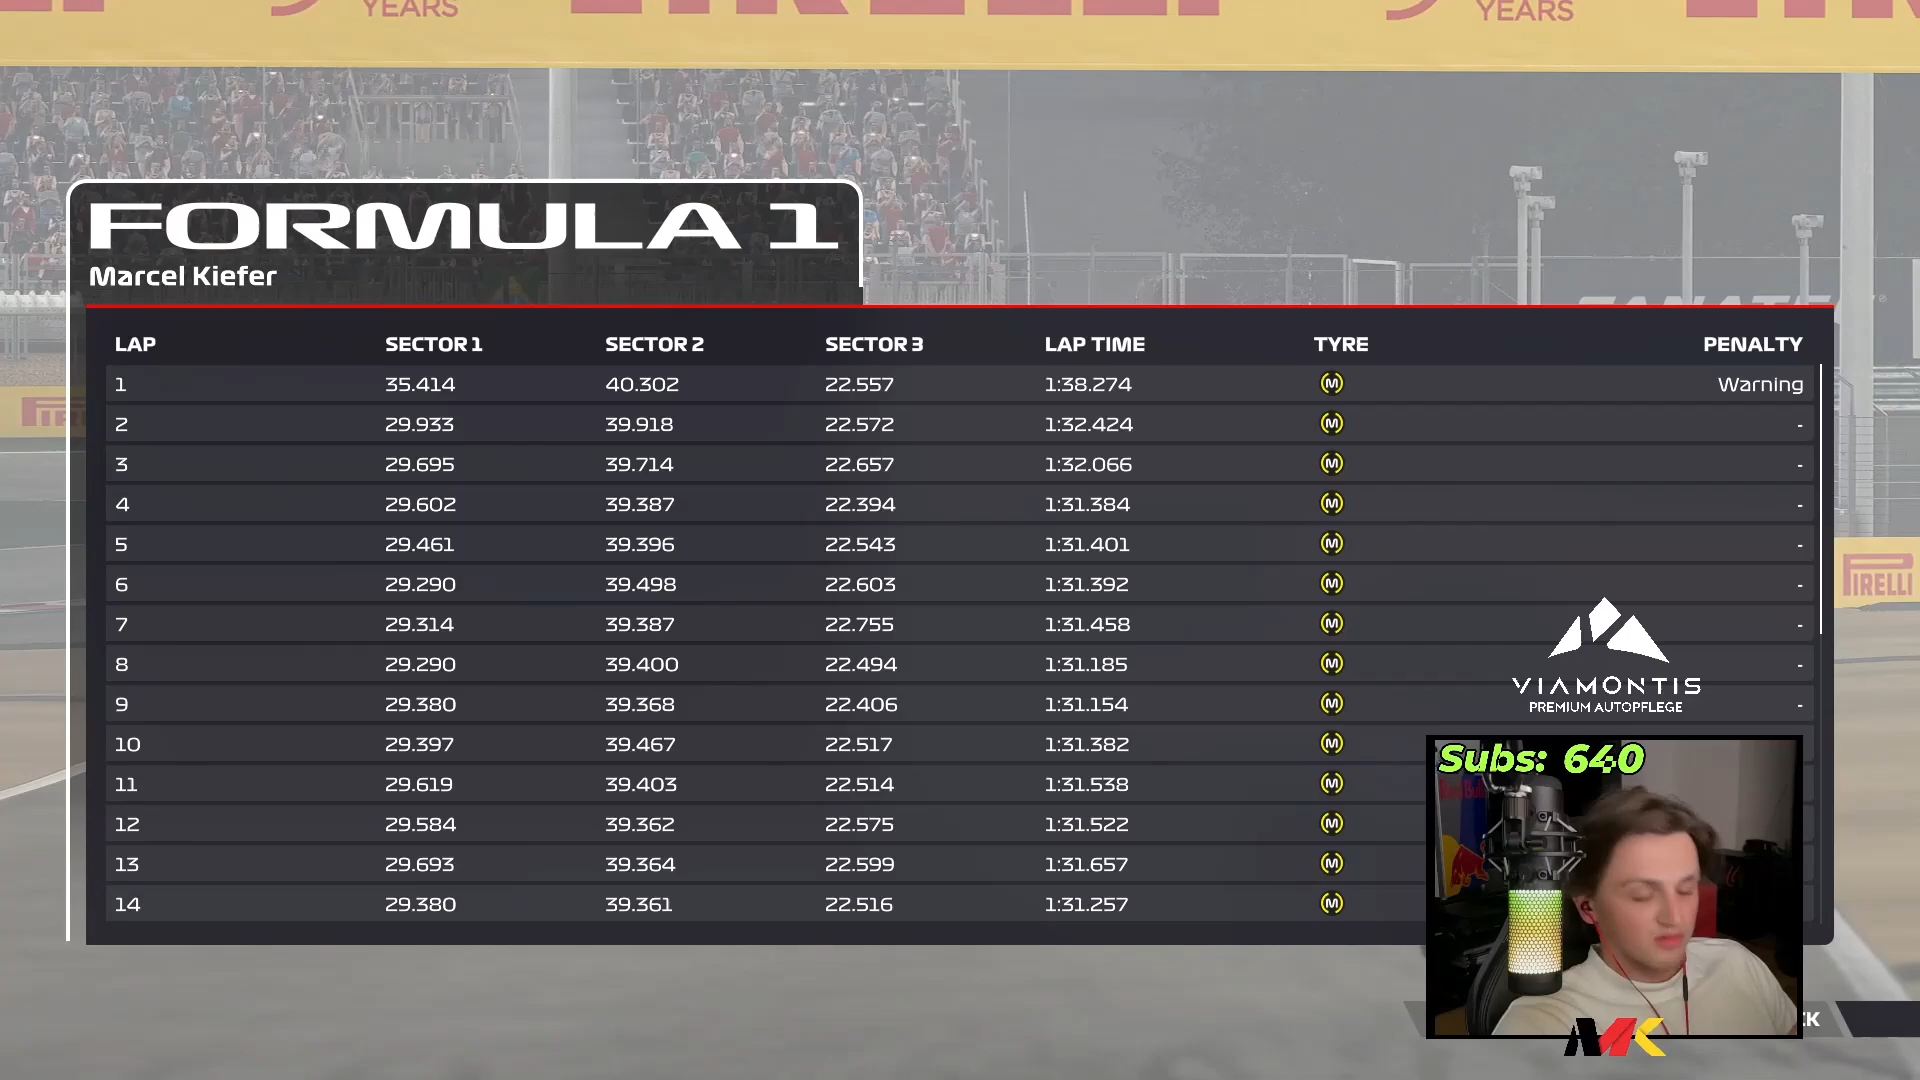 YEARS
PIRELLI
YEARS
FORMULA 1
Marcel Kiefer
LAP SECTOR 1 SECTOR 2 SECTOR 3 LAP TIME TYRE PENALTY
1 35.414 40.302 22.557 1:38.274 M Warning
2 29.933 39.918 22.572 1:32.424 M -
3 29.695 39.714 22.657 1:32.066 M -
4 29.602 39.387 22.394 1:31.384 M -
5 29.461 39.396 22.543 1:31.401 M -
6 29.290 39.498 22.603 1:31.392 M -
7 29.314 39.387 22.755 1:31.458 M -
8 29.290 39.400 22.494 1:31.185 M -
9 29.380 39.368 22.406 1:31.154 M -
10 29.397 39.467 22.517 1:31.382 M
11 29.619 39.403 22.514 1:31.538 M
12 29.584 39.362 22.575 1:31.522 M
13 29.693 39.364 22.599 1:31.657 M
14 29.380 39.361 22.516 1:31.257 M
PIRELLI
VIAMONTIS
PREMIUM AUTOPFLEGE
Subs: 640
MK